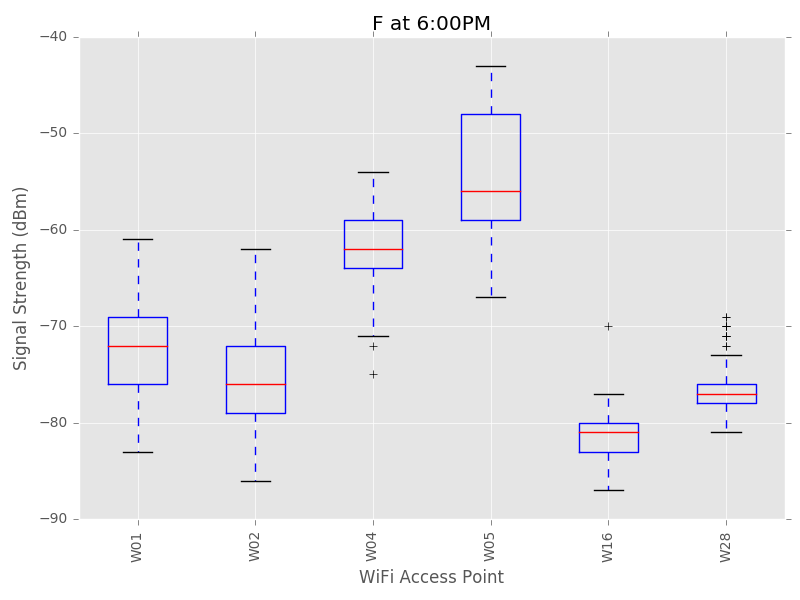 F at 6:00PM
Signal Strength (dBm)
−40
−50
−60
−70
−80
−90
W01
W02
W04
W05
W16
W28
WiFi Access Point